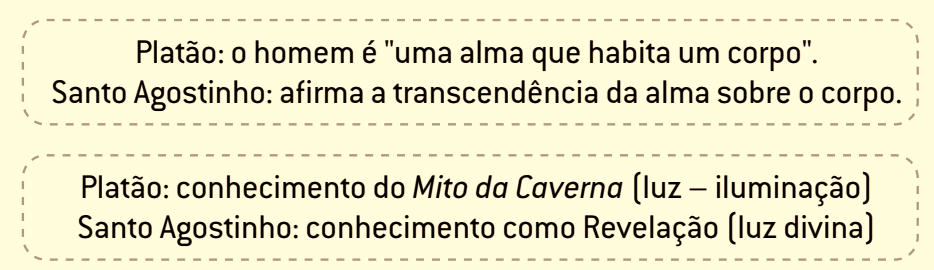 Platão: o homem é "uma alma que habita um corpo".
Santo Agostinho: afirma a transcendência da alma sobre o corpo.
Platão: conhecimento do Mito da Caverna (luz – iluminação)
Santo Agostinho: conhecimento como Revelação (luz divina)